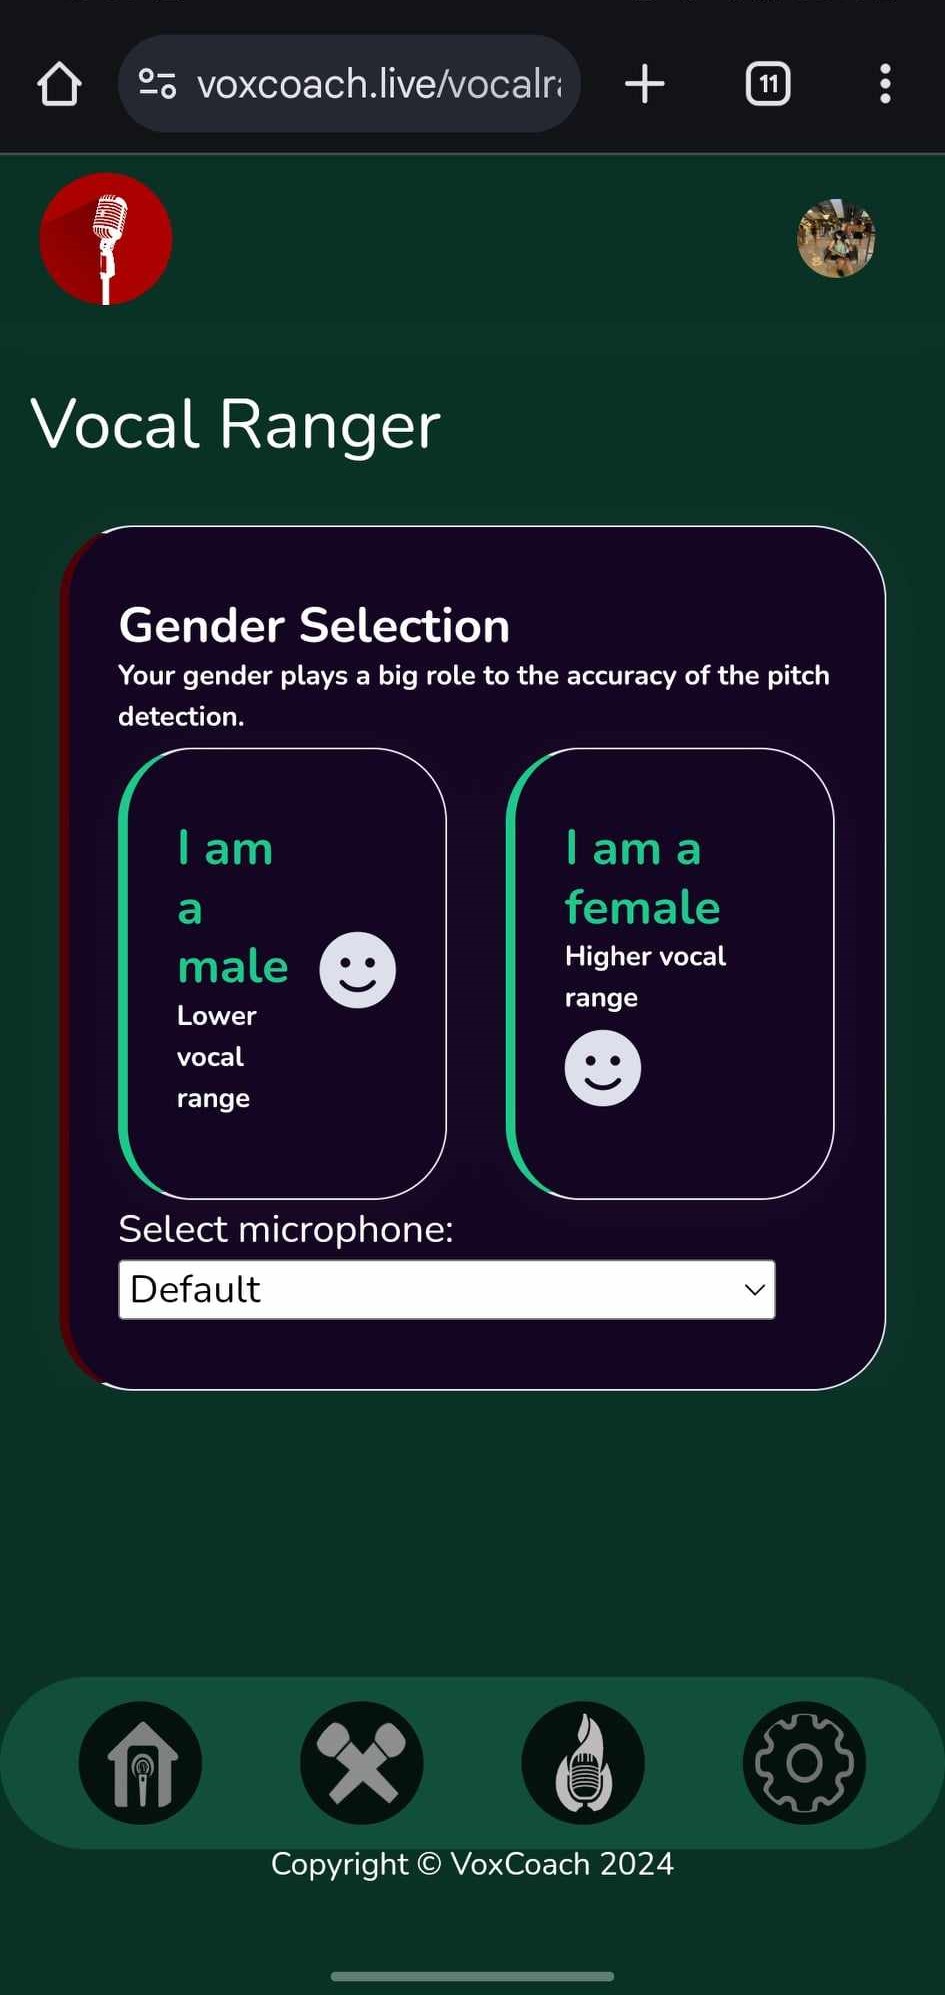 voxcoach.live/vocalr
11
Vocal Ranger
Gender Selection
Your gender plays a big role to the accuracy of the pitch
detection.
I am
a
male
Lower
vocal
range
I am a
female
Higher vocal
range
Select microphone:
Default
Copyright © VoxCoach 2024